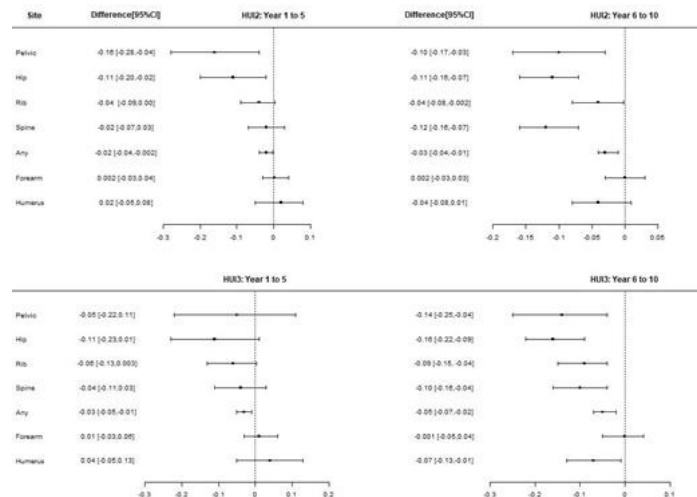 Site Difference[95%CI] HUI2: Year 1 to 5 Difference[95%CI] HUI2: Year 6 to 10
Pelvic -0.16 [-0.28,-0.04] -0.10 [-0.17,-0.03]
Hip -0.11 [-0.20,-0.02] -0.11 [-0.16,-0.07]
Rib -0.04 [-0.09,0.00] -0.04 [-0.08,-0.002]
Spine -0.02 [-0.07,0.03] -0.12 [-0.16,-0.07]
Any -0.02 [-0.04,-0.002] -0.03 [-0.04,-0.01]
Forearm 0.002 [-0.03,0.04] 0.002 [-0.03,0.03]
Humerus 0.02 [-0.05,0.08] -0.04 [-0.08,0.01]
-0.3 -0.2 -0.1 0 0.1 -0.2 -0.15 -0.1 -0.05 0 0.05
HUI3: Year 1 to 5 HUI3: Year 6 to 10
Pelvic -0.05 [-0.22,0.11] -0.14 [-0.25,-0.04]
Hip -0.11 [-0.23,0.01] -0.16 [-0.22,-0.09]
Rib -0.06 [-0.13,0.003] -0.09 [-0.15, -0.04]
Spine -0.04 [-0.11,0.03] -0.10 [-0.16,-0.04]
Any -0.03 [-0.05,-0.01] -0.05 [-0.07,-0.02]
Forearm 0.01 [-0.03,0.06] -0.001 [-0.05,0.04]
Humerus 0.04 [-0.05,0.13] -0.07 [-0.13,-0.01]
-0.3 -0.2 -0.1 0 0.1 0.2 -0.3 -0.2 -0.1 0 0.1